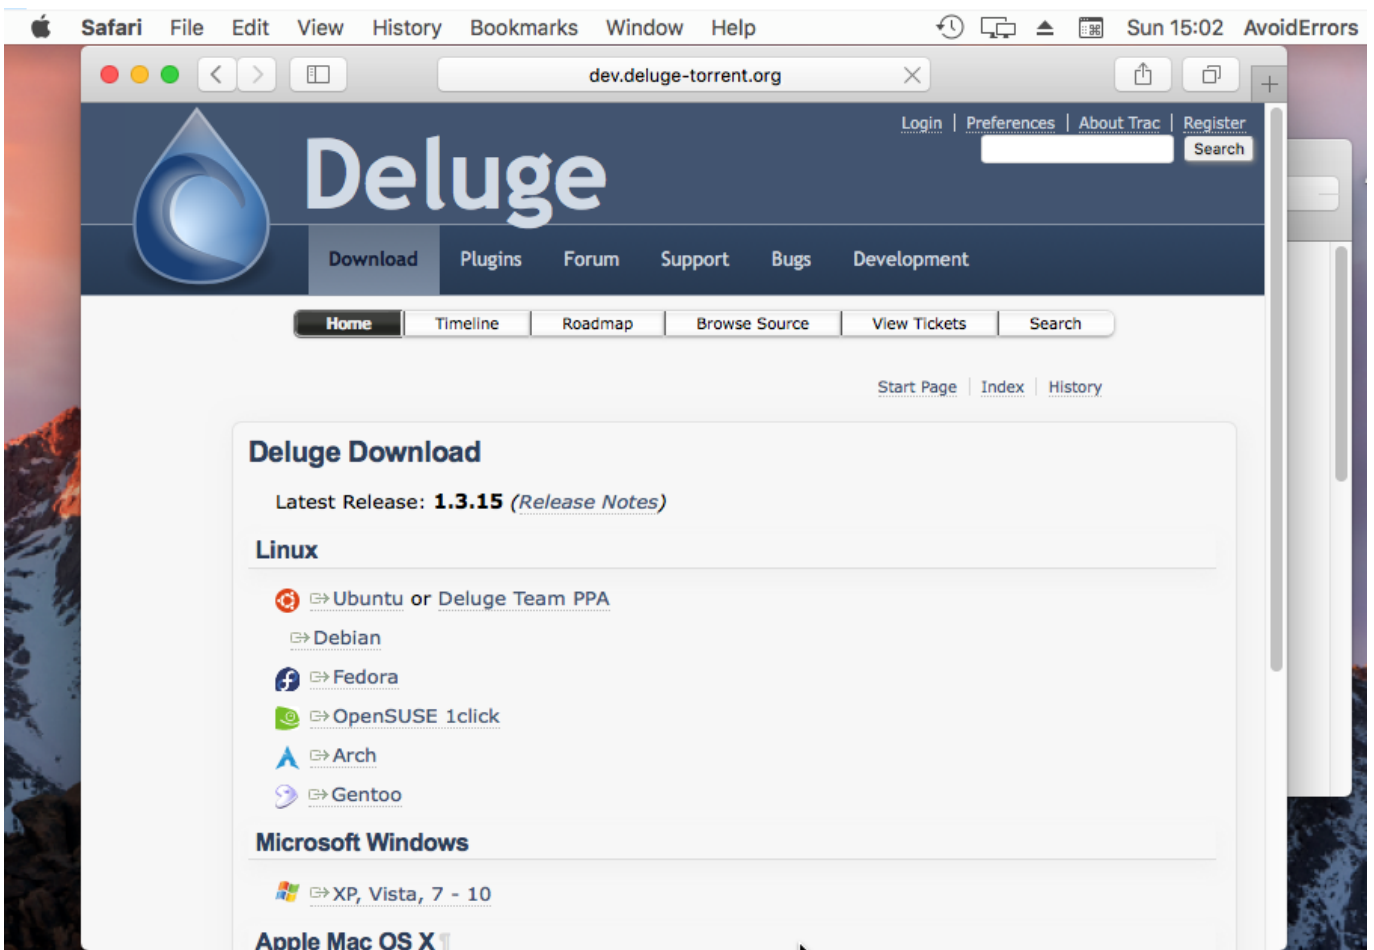 Safari File Edit View History Bookmarks Window Help Sun 15:02 AvoidErrors
dev.deluge-torrent.org
Login | Preferences | About Trac | Register
Search
Deluge
Download Plugins Forum Support Bugs Development
Home Timeline Roadmap Browse Source View Tickets Search
Start Page Index History
Deluge Download
Latest Release: 1.3.15 (Release Notes)
Linux
Ubuntu or Deluge Team PPA
Debian
Fedora
OpenSUSE 1click
Arch
Gentoo
Microsoft Windows
XP, Vista, 7 - 10
Apple Mac OS X¶